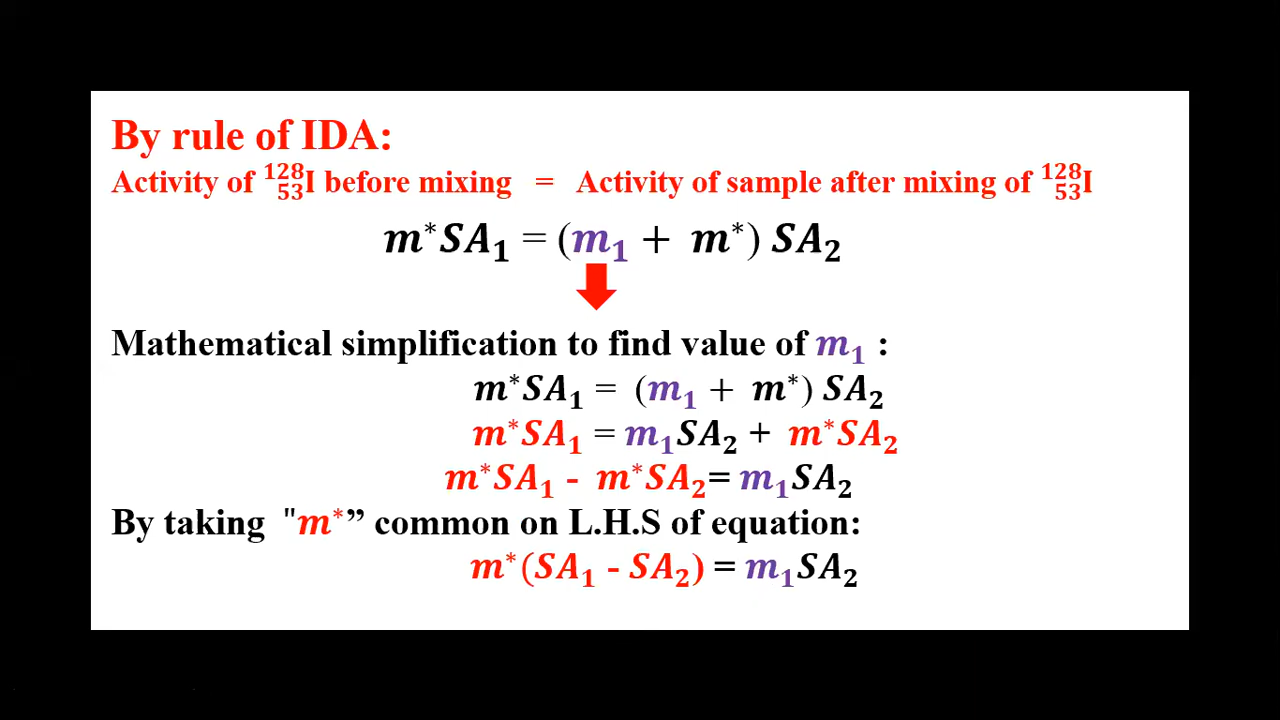 By rule of IDA:
Activity of ¹²⁸₅₃I before mixing = Activity of sample after mixing of ¹²⁸₅₃I
m*SA₁ = (m₁ + m*) SA₂
Mathematical simplification to find value of m₁ :
m*SA₁ = (m₁ + m*) SA₂
m*SA₁ = m₁SA₂ + m*SA₂
m*SA₁ - m*SA₂= m₁SA₂
By taking "m*” common on L.H.S of equation:
m*(SA₁ - SA₂) = m₁SA₂